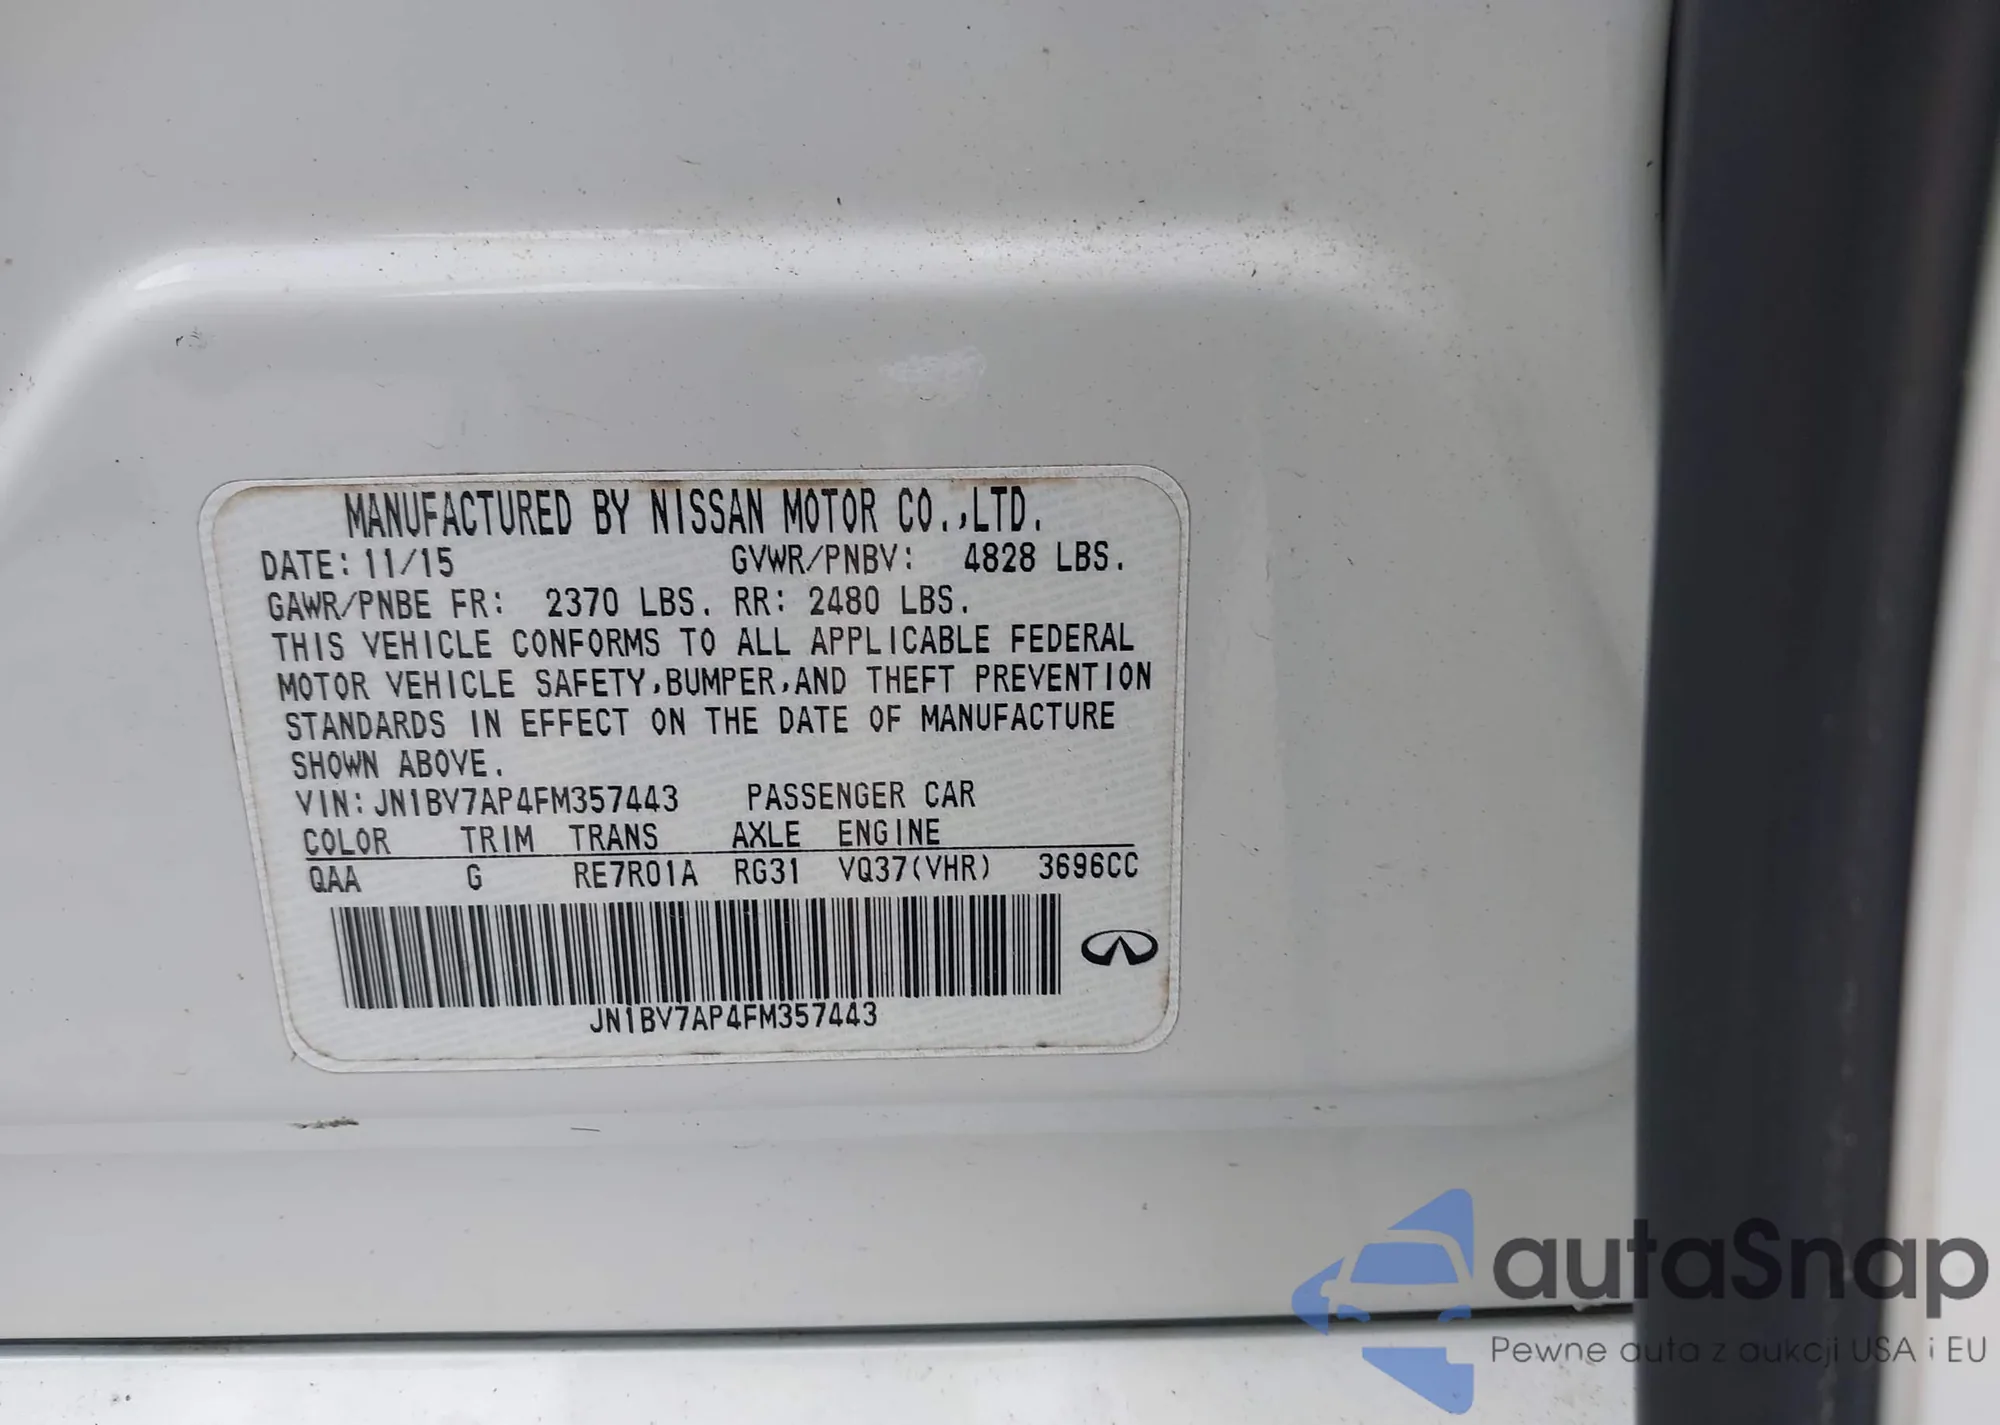 MANUFACTURED BY NISSAN MOTOR CO.,LTD.
DATE: 11/15 GVWR/PNBV: 4828 LBS.
GAWR/PNBE FR: 2370 LBS. RR: 2480 LBS.
THIS VEHICLE CONFORMS TO ALL APPLICABLE FEDERAL
MOTOR VEHICLE SAFETY,BUMPER,AND THEFT PREVENTION
STANDARDS IN EFFECT ON THE DATE OF MANUFACTURE
SHOWN ABOVE.
VIN: JN1BV7AP4FM357443 PASSENGER CAR
COLOR TRIM TRANS AXLE ENGINE
QAA G RE7R01A RG31 VQ37(VHR) 3696CC
JN1BV7AP4FM357443
autaSnap
Pewne auta z aukcji USA i EU